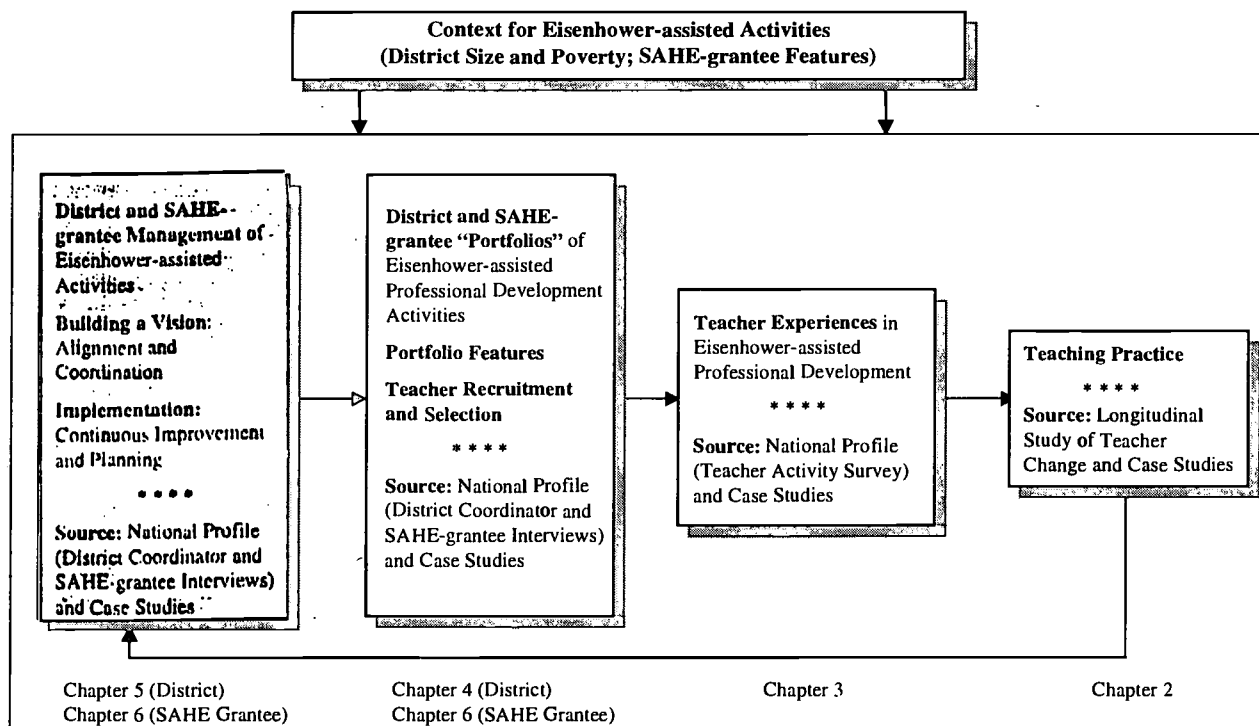 Context for Eisenhower-assisted Activities
(District Size and Poverty; SAHE-grantee Features)
District and SAHE-
grantee Management of
Eisenhower-assisted
Activities
Building a Vision:
Alignment and
Coordination
Implementation:
Continuous Improvement
and Planning
* * * *
Source: National Profile
(District Coordinator and
SAHE-grantee Interviews)
and Case Studies
District and SAHE-
grantee “Portfolios” of
Eisenhower-assisted
Professional Development
Activities
Portfolio Features
Teacher Recruitment
and Selection
* * * *
Source: National Profile
(District Coordinator and
SAHE-grantee Interviews)
and Case Studies
Teacher Experiences in
Eisenhower-assisted
Professional Development
* * * *
Source: National Profile
(Teacher Activity Survey)
and Case Studies
Teaching Practice
* * * *
Source: Longitudinal
Study of Teacher
Change and Case Studies
Chapter 5 (District)
Chapter 6 (SAHE Grantee)
Chapter 4 (District)
Chapter 6 (SAHE Grantee)
Chapter 3
Chapter 2